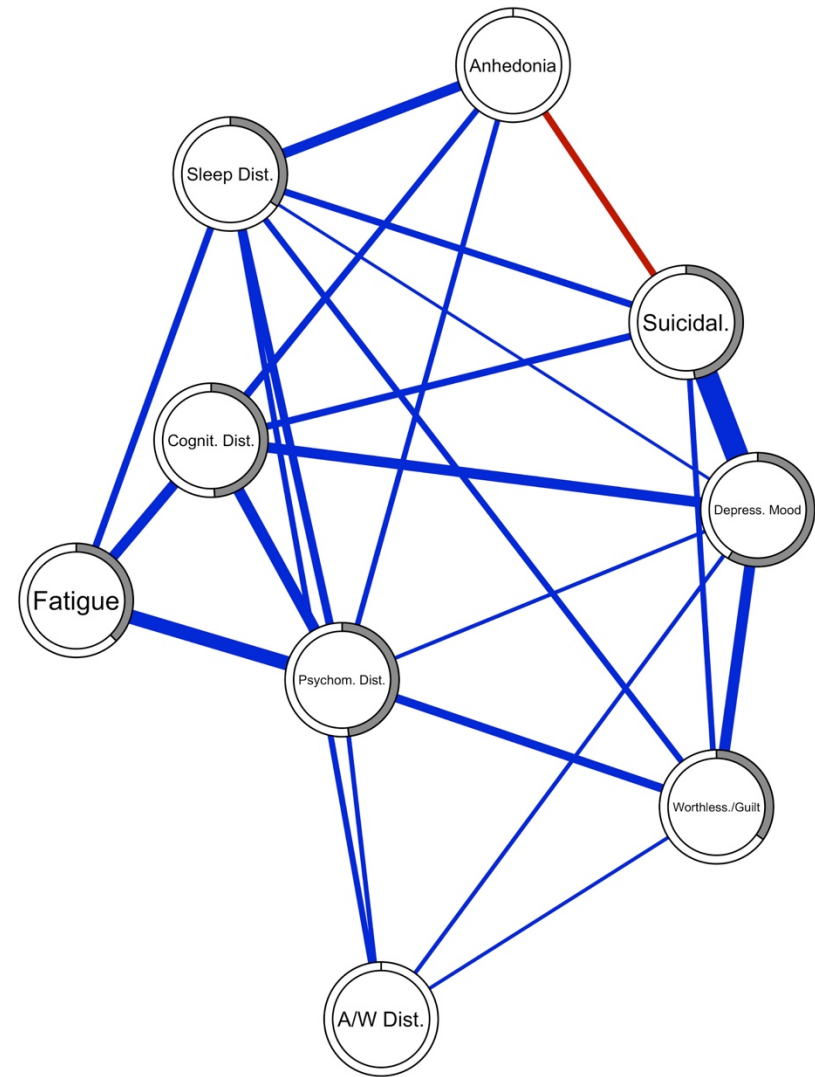 Anhedonia
Sleep Dist.
Suicidal.
Cognit. Dist.
Depress. Mood
Fatigue
Psychom. Dist.
Worthless./Guilt
A/W Dist.